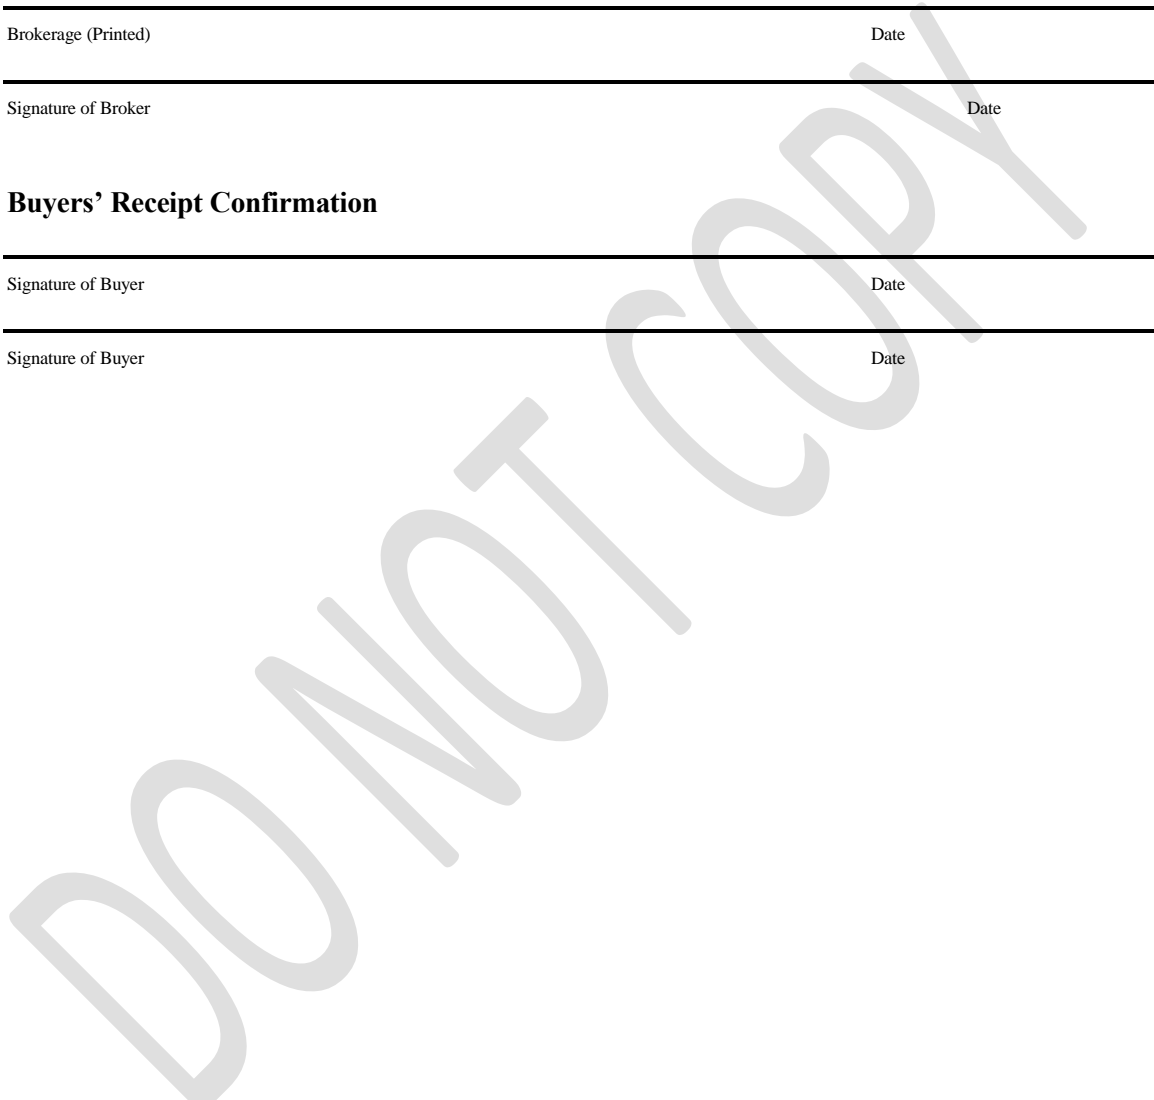 Brokerage (Printed) Date
Signature of Broker Date
Buyers’ Receipt Confirmation
Signature of Buyer Date
Signature of Buyer Date
DO NOT COPY